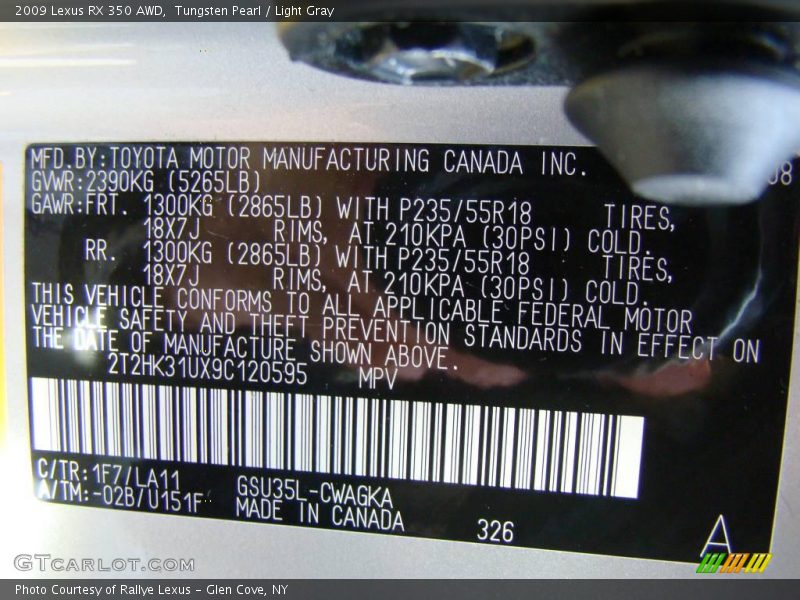 2009 Lexus RX 350 AWD,  Tungsten Pearl / Light Gray
MFD.BY:TOYOTA MOTOR MANUFACTURING CANADA INC.
08
GVWR:2390KG (5265LB)
GAWR:FRT. 1300KG (2865LB) WITH P235/55R18 TIRES,
18X7J RIMS, AT 210KPA (30PSI) COLD.
RR. 1300KG (2865LB) WITH P235/55R18 TIRES,
18X7J RIMS, AT 210KPA (30PSI) COLD.
THIS VEHICLE CONFORMS TO ALL APPLICABLE FEDERAL MOTOR
VEHICLE SAFETY AND THEFT PREVENTION STANDARDS IN EFFECT ON
THE DATE OF MANUFACTURE SHOWN ABOVE.
2T2HK31UX9C120595 MPV
C/TR:1F7/LA11
A/TM:-02B/U151F
GSU35L-CWAGKA
MADE IN CANADA
326
A
GTCARLOT.COM
Photo Courtesy of Rallye Lexus - Glen Cove, NY